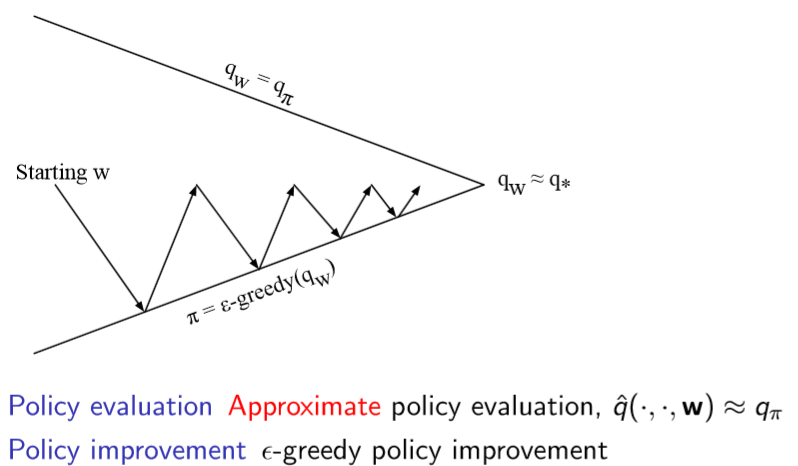 q_w = q_π
Starting w
q_w ≈ q_*
π = ε-greedy(q_w)
Policy evaluation Approximate policy evaluation, q̂(·, ·, w) ≈ q_π
Policy improvement ϵ-greedy policy improvement